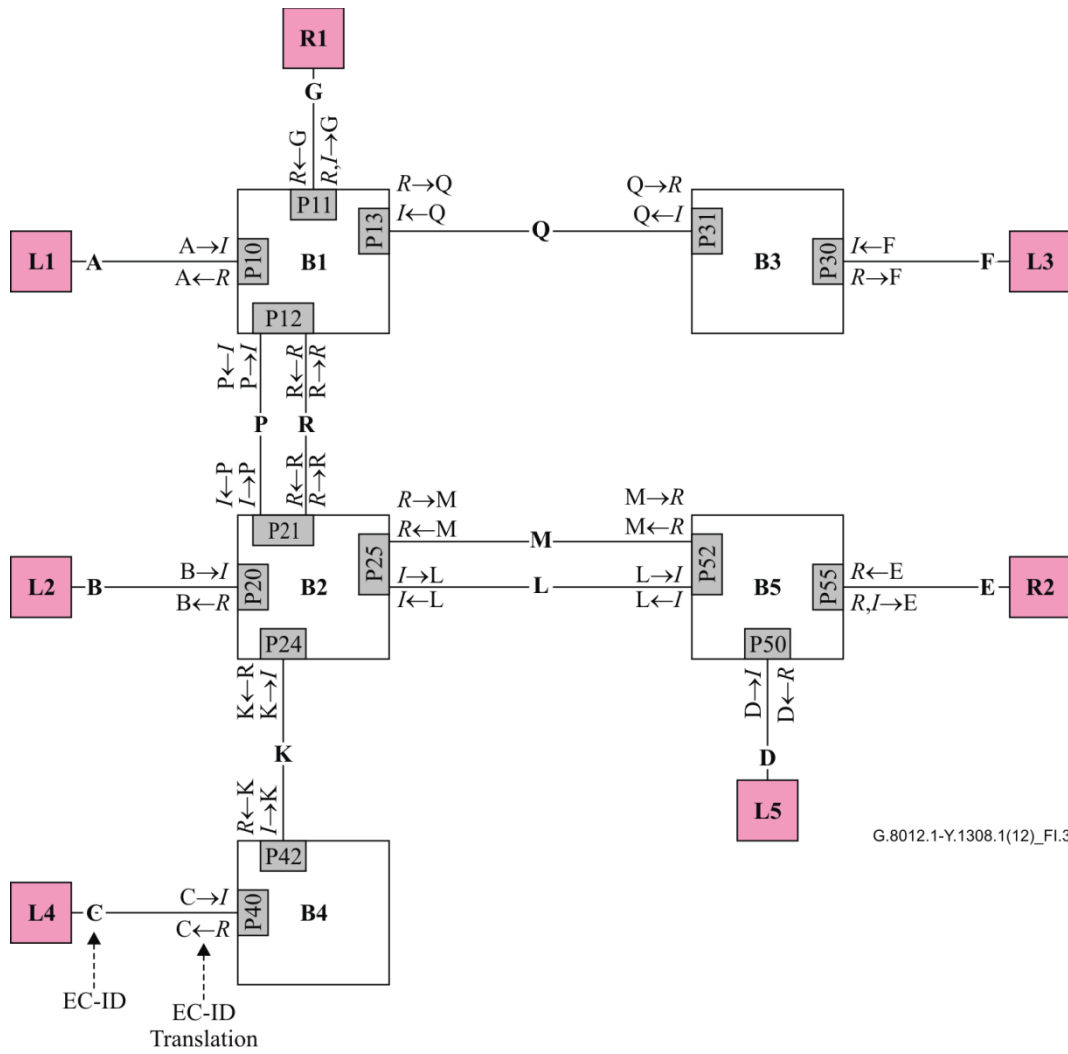 R1
G
R←G
R,I→G
P11
R→Q
I←Q
P13
Q→R
Q←I
P31
L1
A
A→I
A←R
P10
B1
Q
B3
P30
I←F
R→F
F
L3
P12
P←I
P→I
R←R
R→R
P
R
I←P
I→P
R←R
R→R
P21
R→M
R←M
M
M→R
M←R
L2
B
B→I
B←R
P20
B2
P25
I→L
I←L
L
L→I
L←I
P52
B5
P55
R←E
R,I→E
E
R2
P24
P50
K←R
K→I
D→I
D←R
K
D
L5
R←K
I→K
P42
G.8012.1-Y.1308.1(12)_FI.3
L4
C
C→I
C←R
P40
B4
EC-ID
EC-ID
Translation